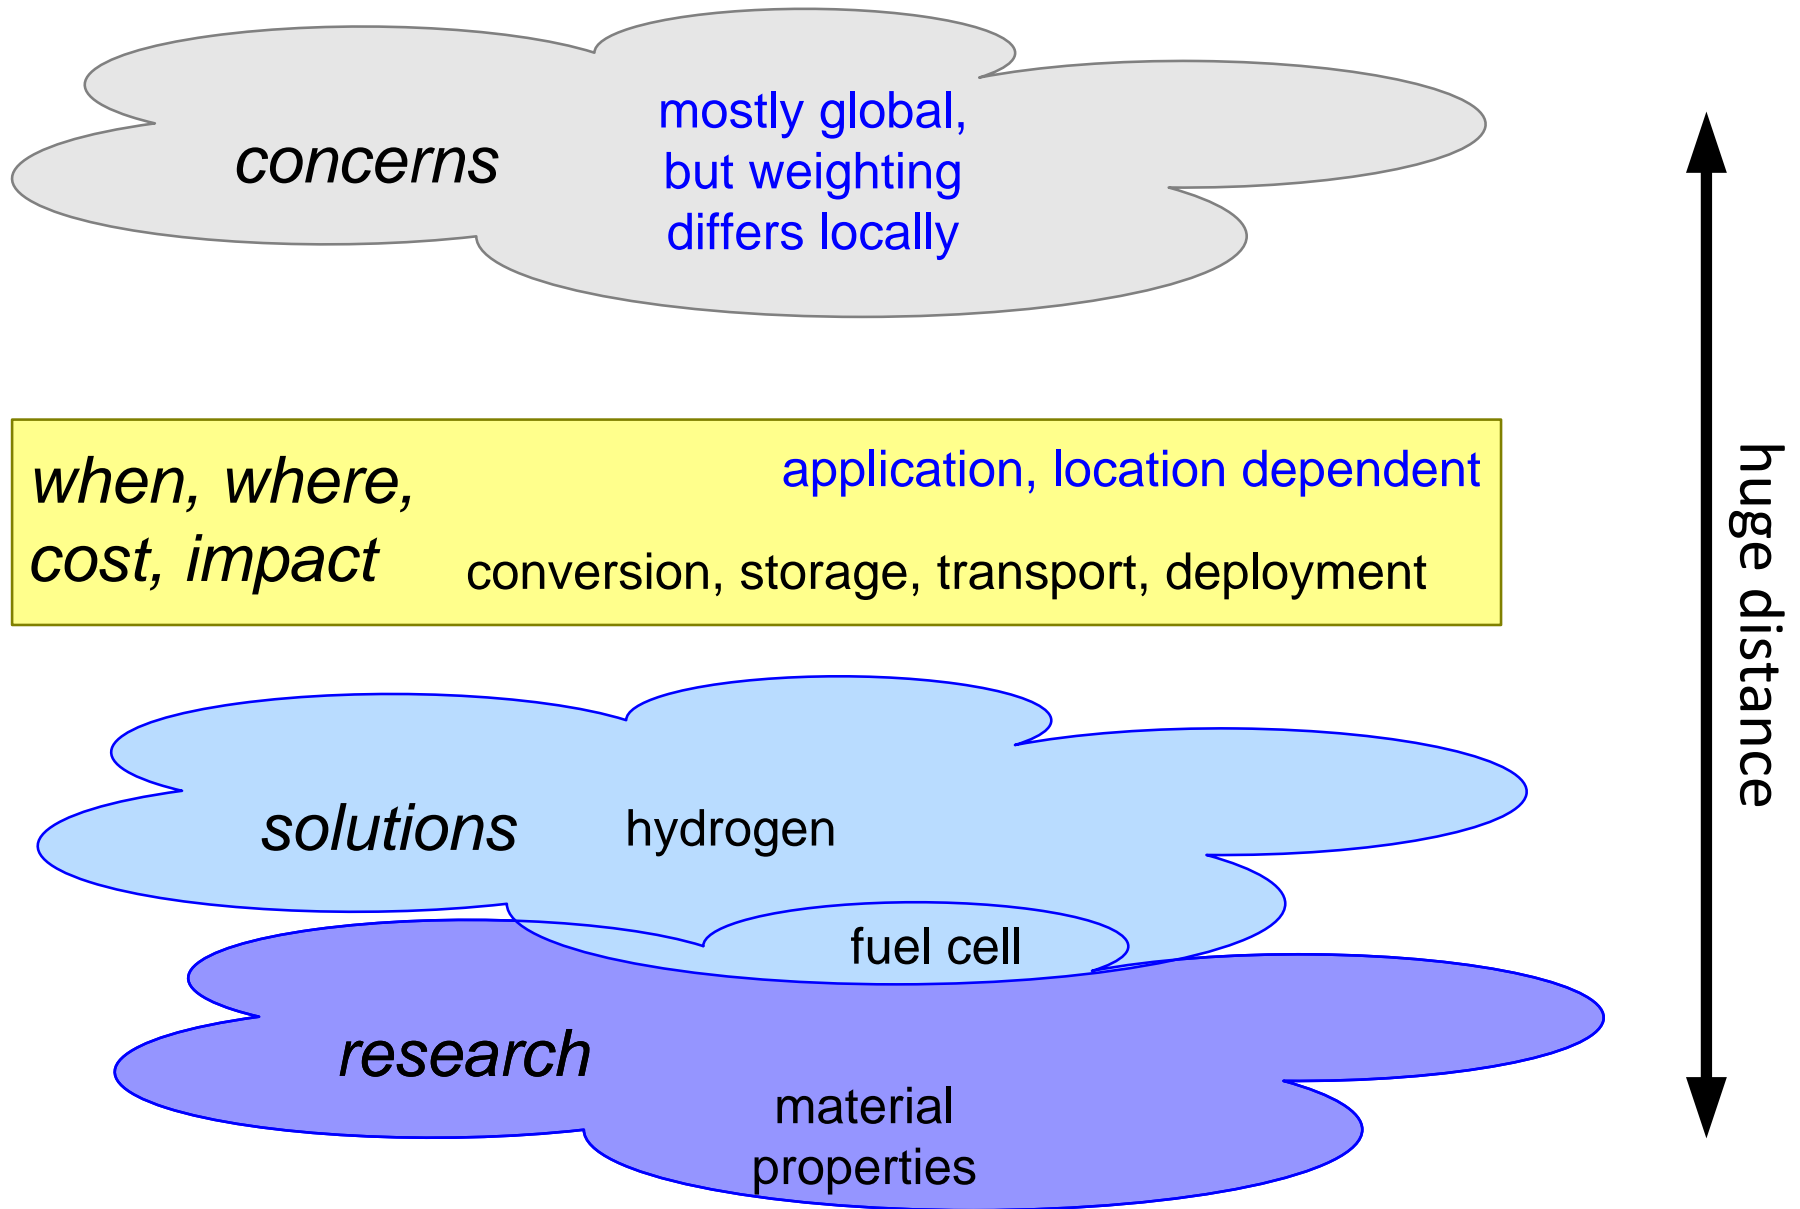 concerns
mostly global,
but weighting
differs locally
when, where,
cost, impact
application, location dependent
conversion, storage, transport, deployment
solutions
hydrogen
fuel cell
research
material
properties
huge distance